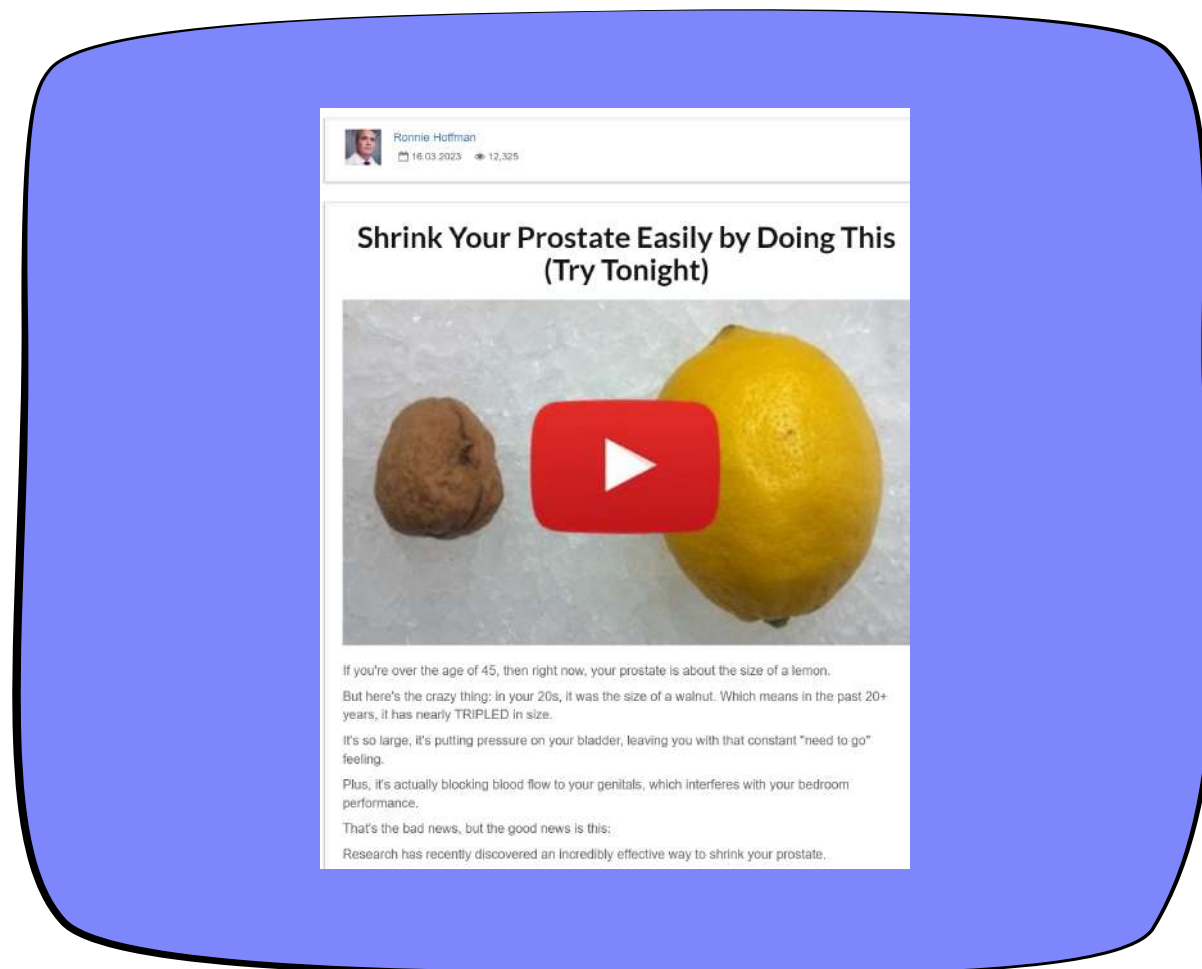 Ronnie Hoffman
16.03.2023 12,325
Shrink Your Prostate Easily by Doing This
(Try Tonight)
If you're over the age of 45, then right now, your prostate is about the size of a lemon.
But here's the crazy thing: in your 20s, it was the size of a walnut. Which means in the past 20+
years, it has nearly TRIPLED in size.
It's so large, it's putting pressure on your bladder, leaving you with that constant "need to go"
feeling.
Plus, it's actually blocking blood flow to your genitals, which interferes with your bedroom
performance.
That's the bad news, but the good news is this:
Research has recently discovered an incredibly effective way to shrink your prostate.